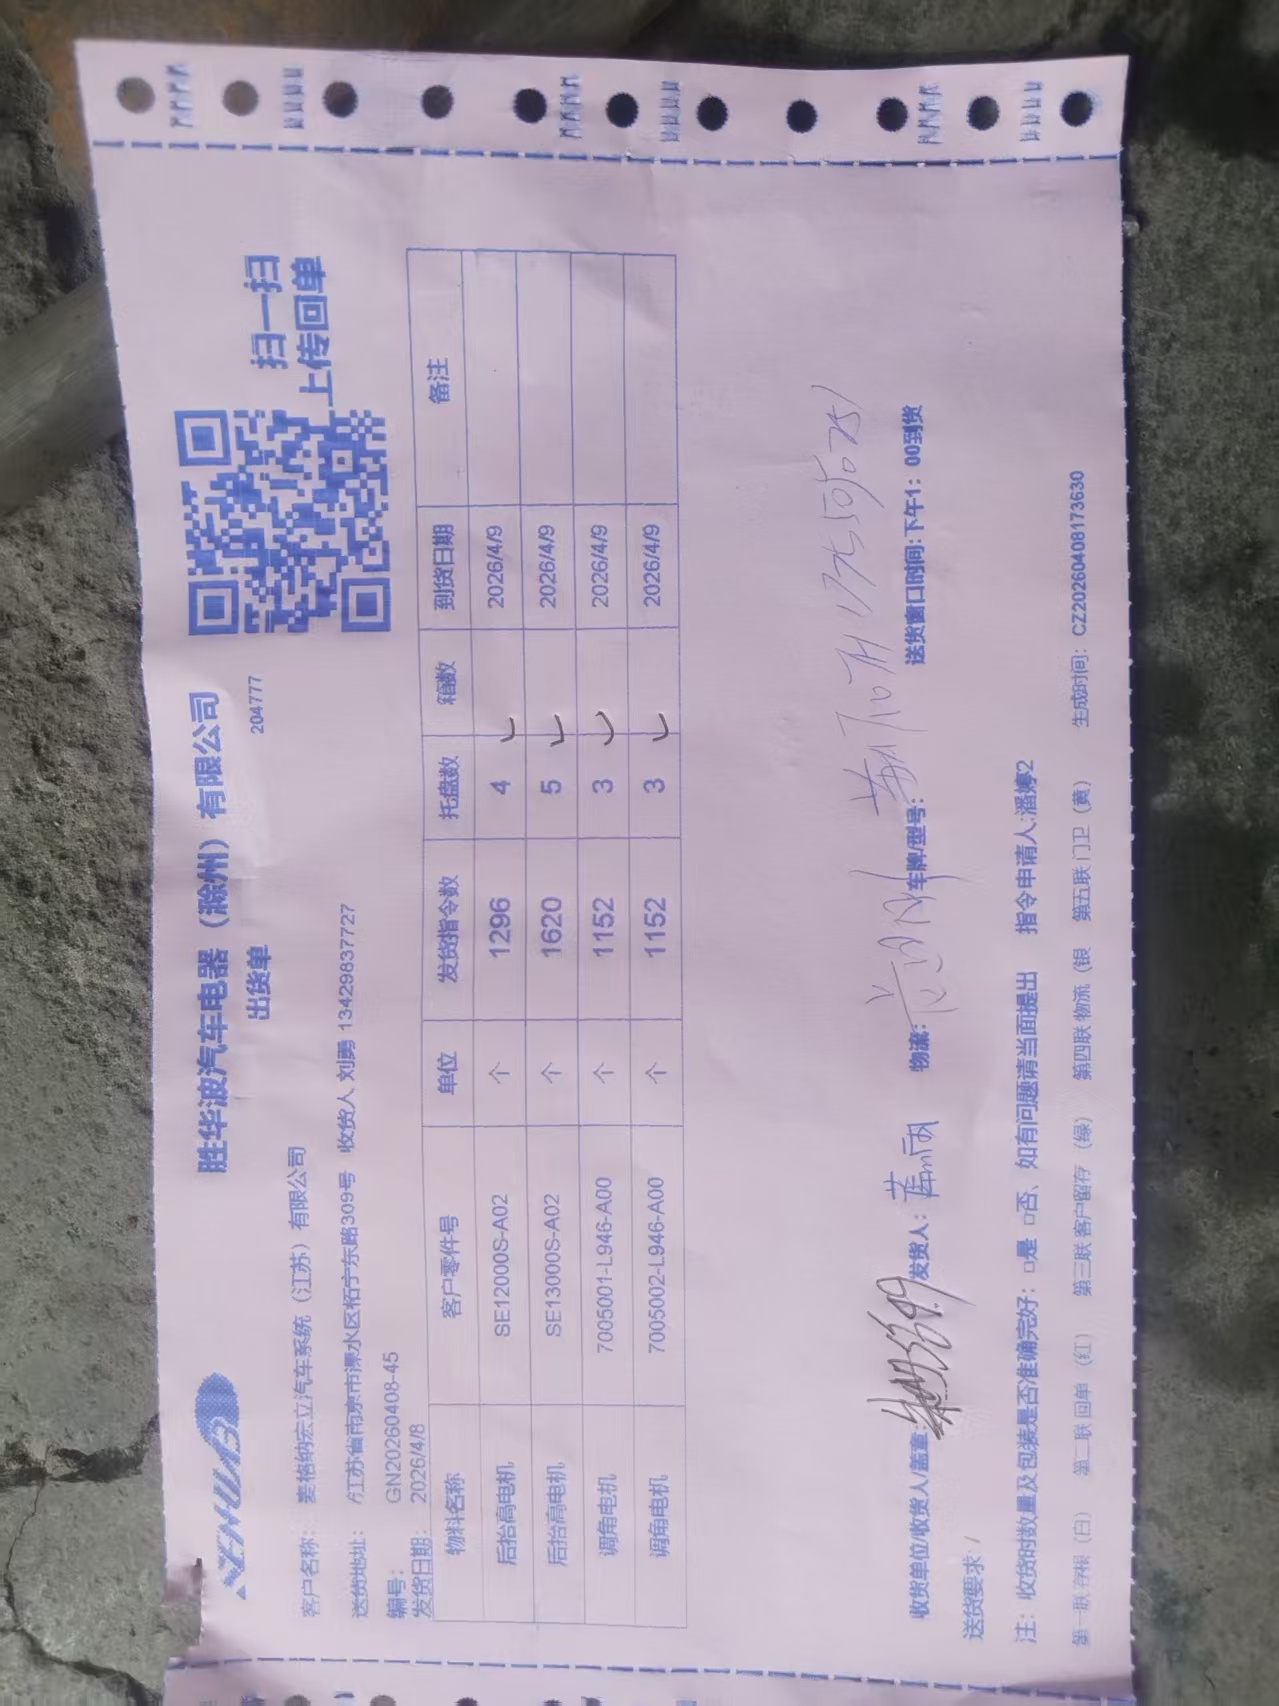 ZHWB
胜华波汽车电器（滁州）有限公司
扫一扫
上传回单
出货单
204777
客户名称： 麦格纳宏立汽车系统（江苏）有限公司
送货地址： 江苏省南京市溧水区柘宁东路309号 收货人 刘勇 13429837727
编号： GN20260408-45
发货日期： 2026/4/8
物料名称 客户零件号 单位 发货指令数 托盘数 箱数 到货日期 备注
后抬高电机 SE12000S-A02 个 1296 4 2026/4/9
后抬高电机 SE13000S-A02 个 1620 5 2026/4/9
调角电机 7005001-L946-A00 个 1152 3 2026/4/9
调角电机 7005002-L946-A00 个 1152 3 2026/4/9
收货单位/收货人/盖章： 发货人： 物流： 车牌/型号：
送货要求：/ 送货窗口时间：下午1：00到货
注：收货时数量及包装是否准确完好：□是 □否、如有问题请当面提出 指令申请人:潘婷2
第一联 存根（白） 第二联 回单（红） 第三联 客户留存（绿） 第四联 物流（银 第五联 门卫（黄） 生成时间： CZ20260408173630